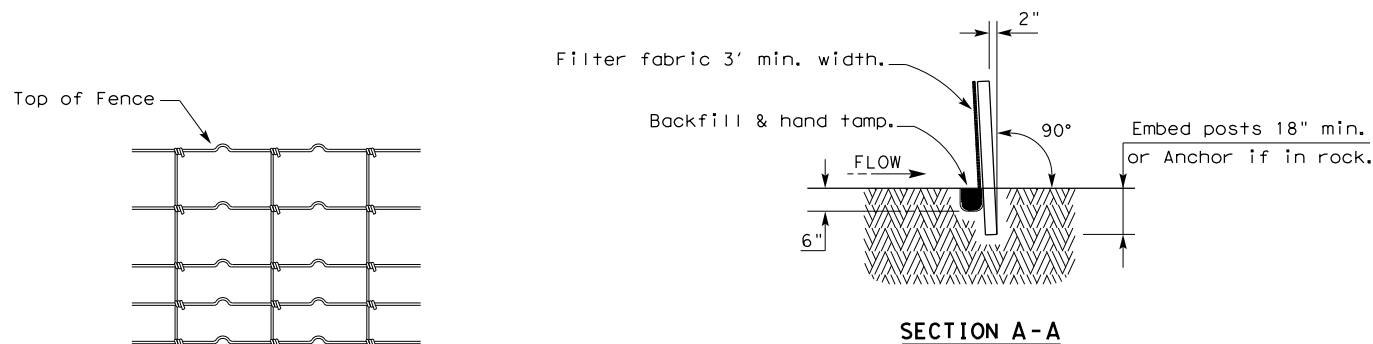 Top of Fence
2"
Filter fabric 3' min. width.
Backfill & hand tamp.
90°
Embed posts 18" min.
or Anchor if in rock.
FLOW
6"
SECTION A-A